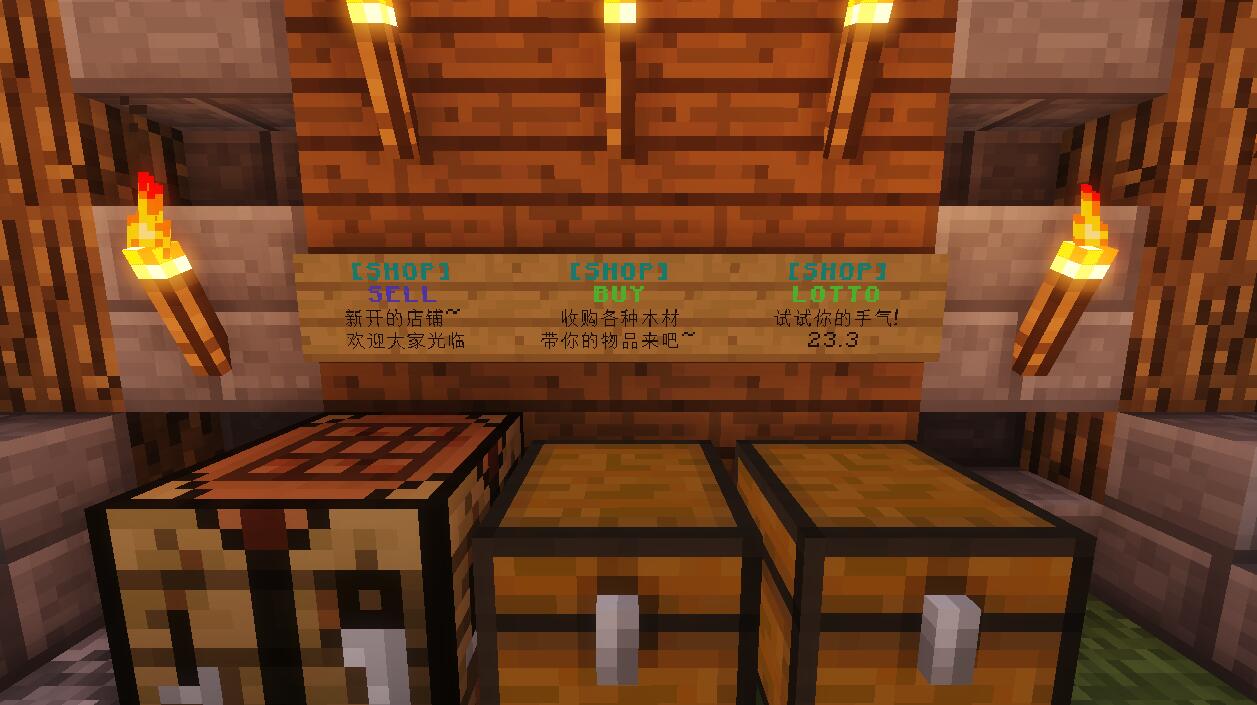 [SHOP]
SELL
新开的店铺~
欢迎大家光临
[SHOP]
BUY
收购各种木材
带你的物品来吧~
[SHOP]
LOTTO
试试你的手气!
23.3